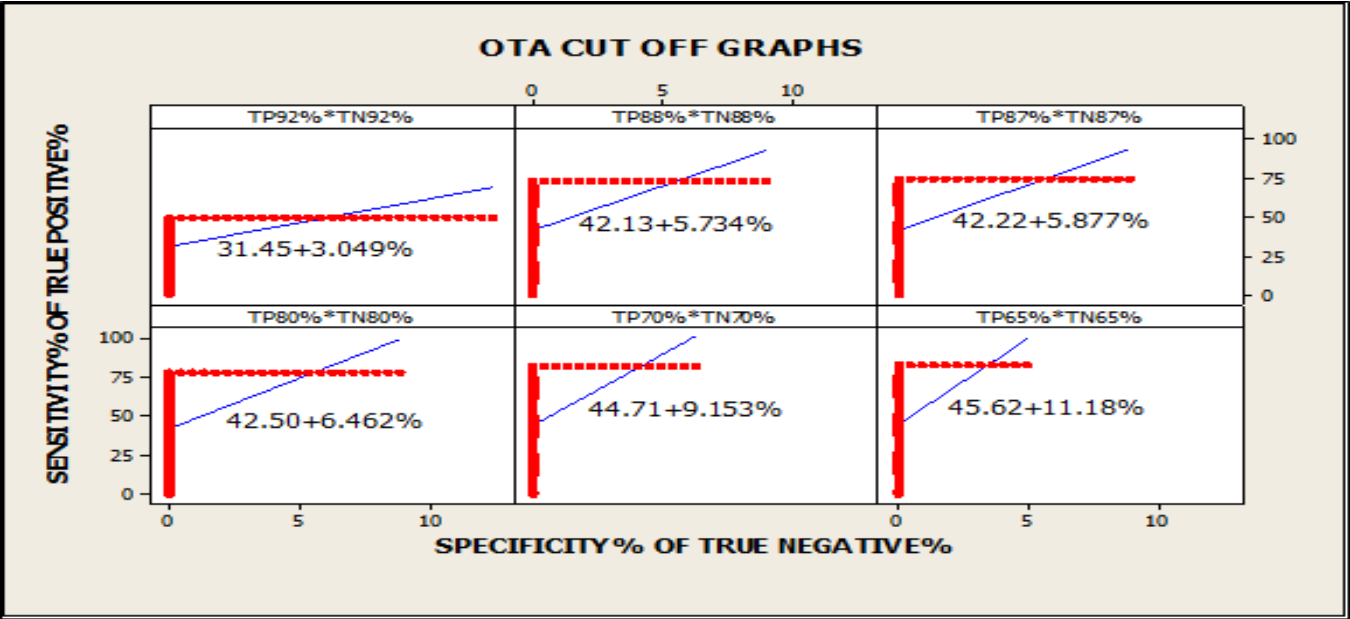 OTA CUT OFF GRAPHS
0 5 10
TP92%*TN92% TP88%*TN88% TP87%*TN87%
100
75
50
25
0
31.45+3.049% 42.13+5.734% 42.22+5.877%
SENSITIVITY% OF TRUE POSITIVE%
TP80%*TN80% TP70%*TN70% TP65%*TN65%
100
75
50
25
0
42.50+6.462% 44.71+9.153% 45.62+11.18%
0 5 10 0 5 10
SPECIFICITY% OF TRUE NEGATIVE%